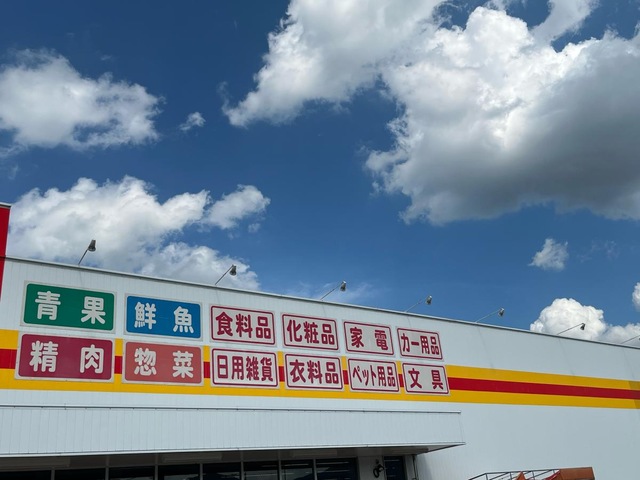 青果 鮮魚 食料品 化粧品 家電 カー用品
精肉 惣菜 日用雑貨 衣料品 ペット用品 文具